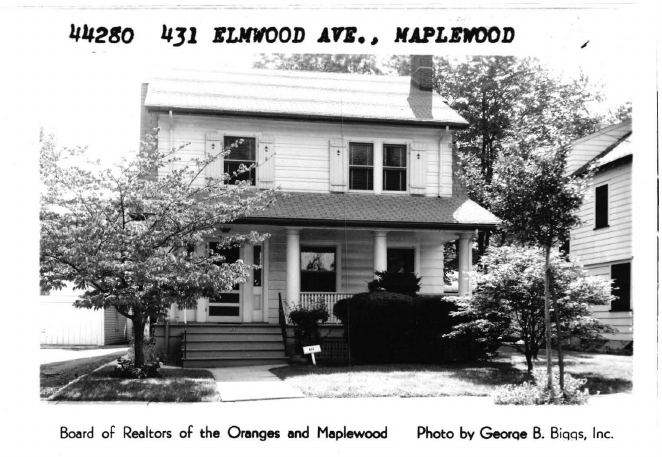 44280 431 ELMWOOD AVE., MAPLEWOOD
Board of Realtors of the Oranges and Maplewood Photo by George B. Biggs, Inc.